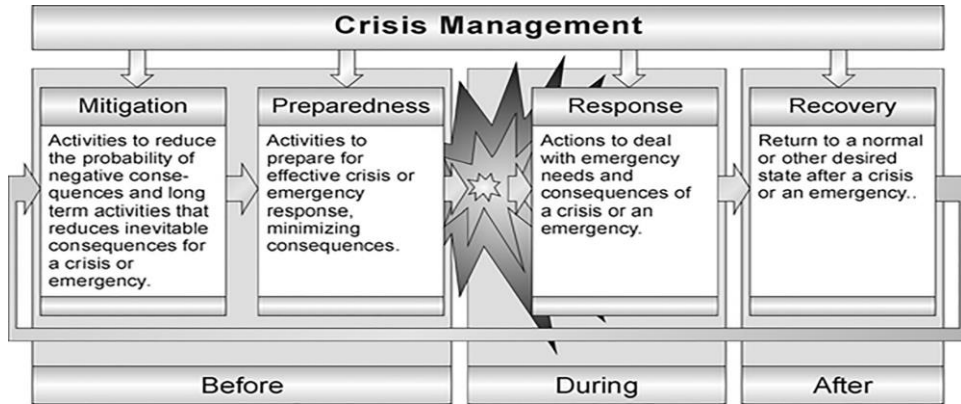 Crisis Management
Mitigation
Activities to reduce
the probability of
negative conse-
quences and long
term activities that
reduces inevitable
consequences for
a crisis or
emergency.
Preparedness
Activities to
prepare for
effective crisis or
emergency
response,
minimizing
consequences.
Response
Actions to deal
with emergency
needs and
consequences of
a crisis or an
emergency.
Recovery
Return to a normal
or other desired
state after a crisis
or an emergency..
Before
During
After